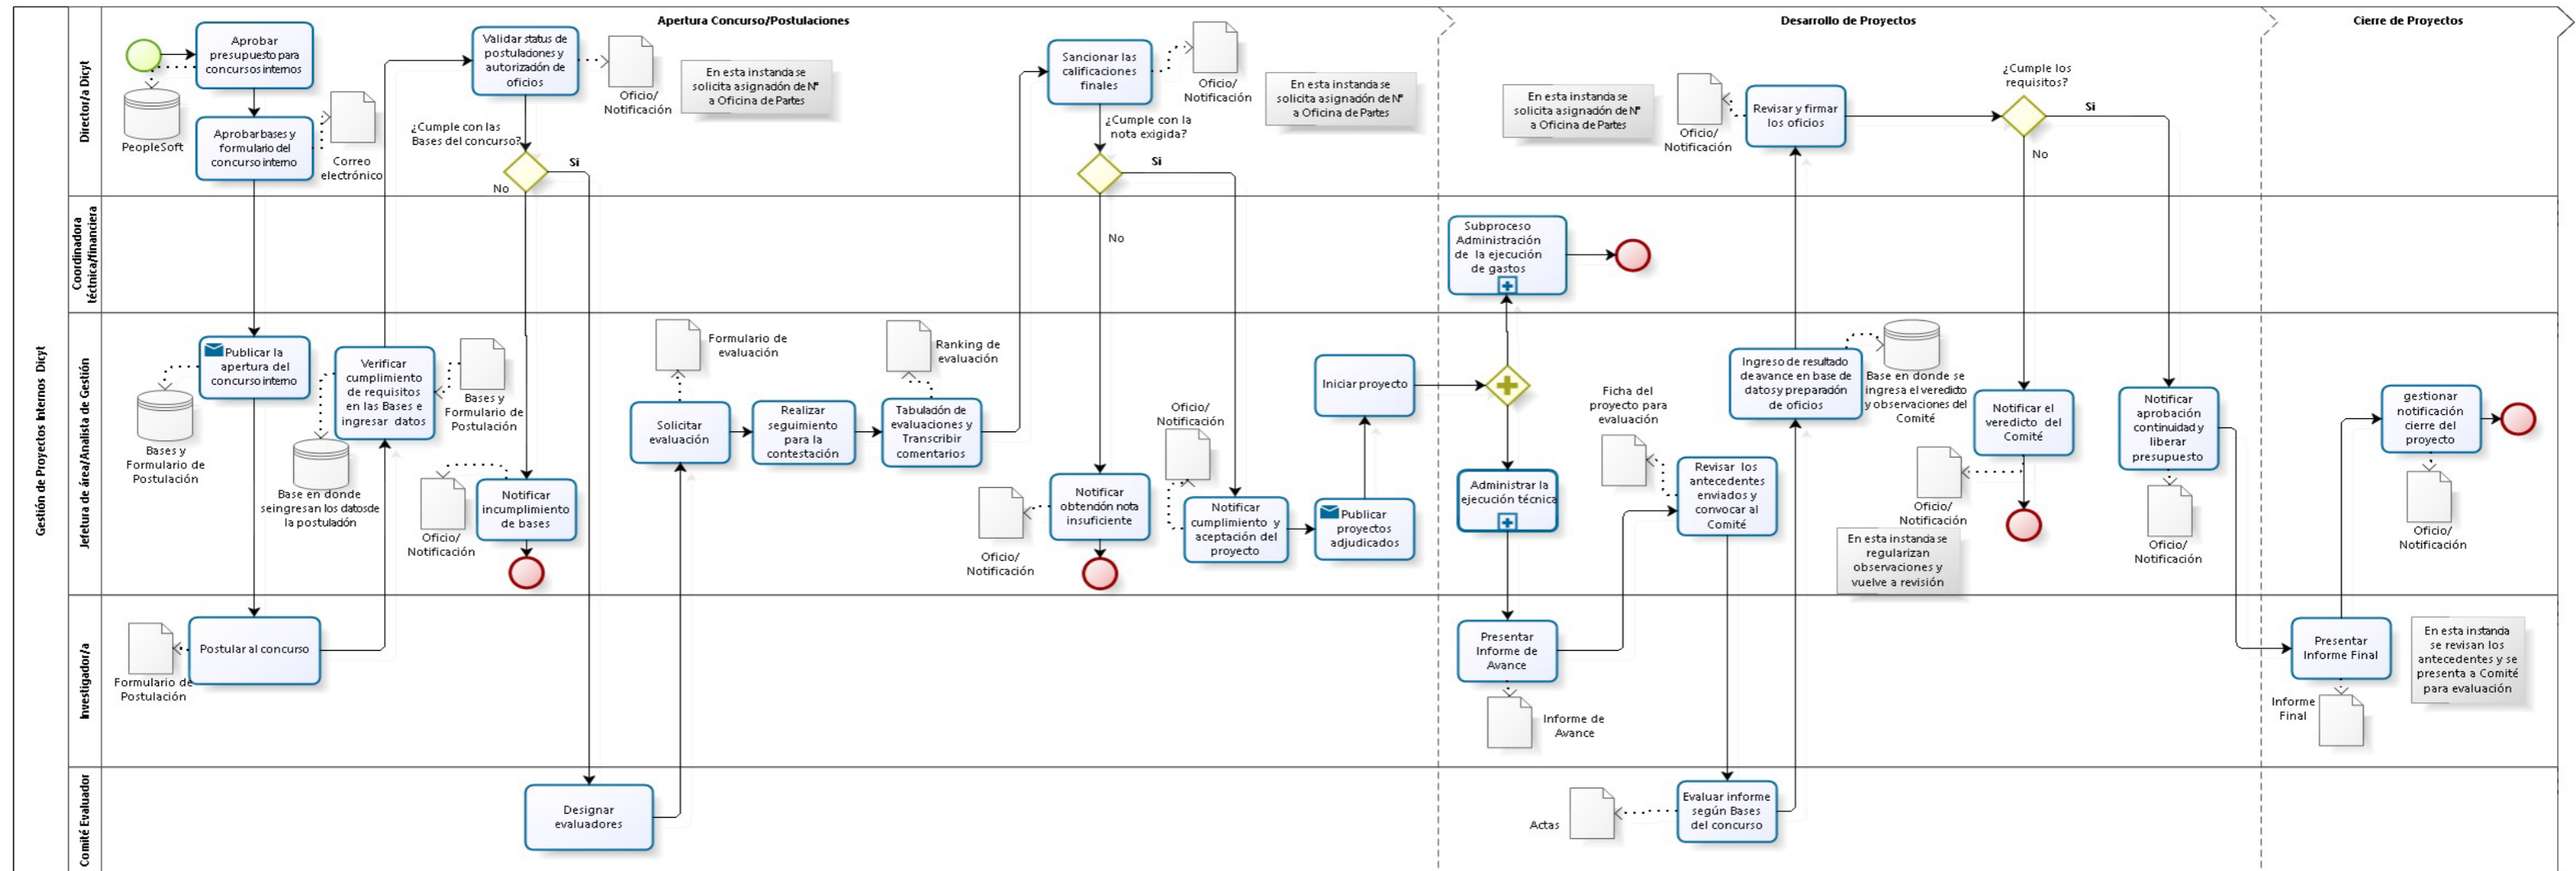 Gestión de Proyectos Internos Dicyt
Apertura Concurso/Postulaciones
Desarrollo de Proyectos
Cierre de Proyectos
Director/a Dicyt
Aprobar
presupuesto para
concursos internos
PeopleSoft
Aprobar bases y
formulario del
concurso interno
Correo
electrónico
Validar status de
postulaciones y
autorización de
oficios
Oficio/
Notificación
En esta instancia se
solicita asignación de N°
a Oficina de Partes
¿Cumple con las
Bases del concurso?
Si
No
Sancionar las
calificaciones
finales
Oficio/
Notificación
En esta instancia se
solicita asignación de N°
a Oficina de Partes
¿Cumple con la
nota exigida?
Si
No
En esta instancia se
solicita asignación de N°
a Oficina de Partes
Oficio/
Notificación
Revisar y firmar
los oficios
¿Cumple los
requisitos?
Si
No
Coordinadora
téctnica/financiera
Subproceso
Administración
de la ejecución
de gastos
Jefetura de área/Analista de Gestión
Publicar la
apertura del
concurso interno
Bases y
Formulario de
Postulación
Verificar
cumplimiento
de requisitos
en las Bases e
ingresar datos
Bases y
Formulario de
Postulación
Base en donde
seingresan los datos de
la postulación
Oficio/
Notificación
Notificar
incumplimiento
de bases
Formulario de
evaluación
Solicitar
evaluación
Realizar
seguimiento
para la
contestación
Ranking de
evaluación
Tabulación de
evaluaciones y
Transcribir
comentarios
Oficio/
Notificación
Notificar
obtención nota
insuficiente
Oficio/
Notificación
Notificar
cumplimiento y
aceptación del
proyecto
Publicar
proyectos
adjudicados
Iniciar proyecto
Administrar la
ejecución técnica
Ficha del
proyecto para
evaluación
Revisar los
antecedentes
enviados y
convocar al
Comité
Ingreso de resultado
de avance en base de
datos y preparación
de oficios
Base en donde se
ingresa el veredicto
y observaciones del
Comité
Notificar el
veredicto del
Comité
Oficio/
Notificación
En esta instancia se
regularizan
observaciones y
vuelve a revisión
Notificar
aprobación
continuidad y
liberar
presupuesto
Oficio/
Notificación
gestionar
notificación
cierre del
proyecto
Oficio/
Notificación
Investigador/a
Formulario de
Postulación
Postular al concurso
Presentar
Informe de
Avance
Informe de
Avance
Presentar
Informe Final
Informe
Final
En esta instancia
se revisan los
antecedentes y se
presenta a Comité
para evaluación
Comité Evaluador
Designar
evaluadores
Actas
Evaluar informe
según Bases
del concurso